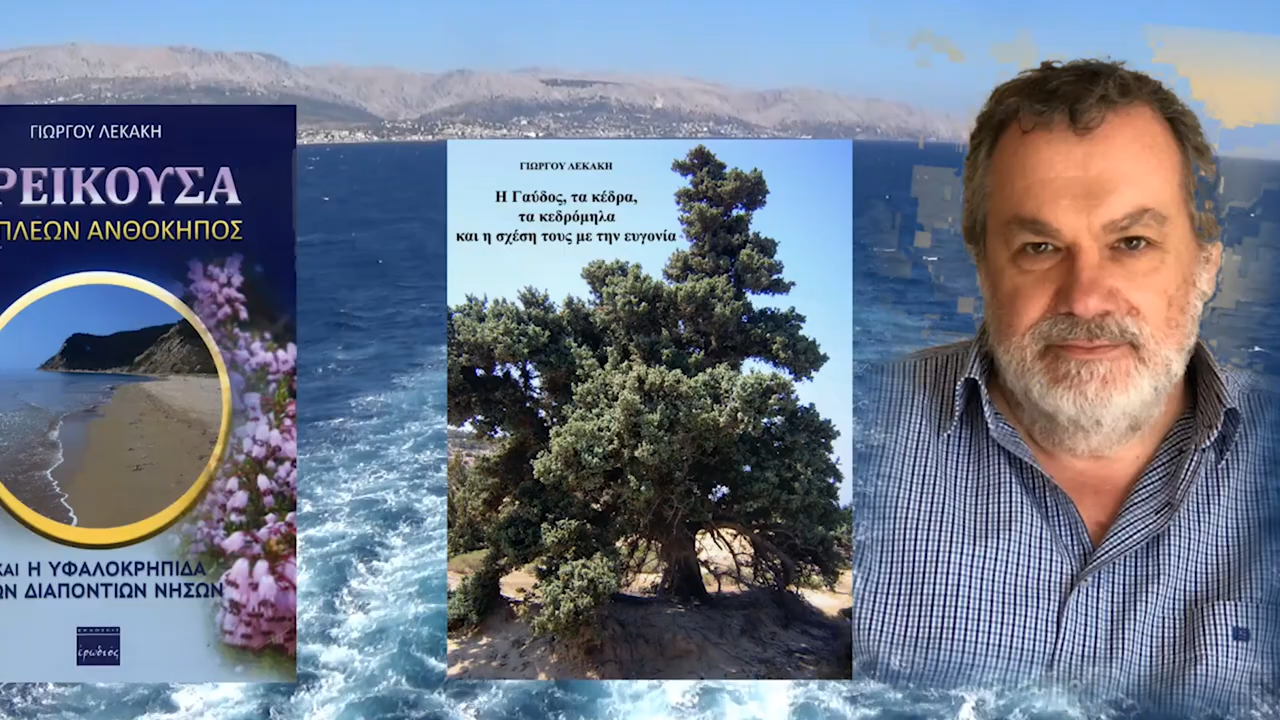 ΓΙΩΡΓΟΥ ΛΕΚΑΚΗ
ΡΕΙΚΟΥΣΑ
ΠΛΕΩΝ ΑΝΘΟΚΗΠΟΣ
ΚΑΙ Η ΥΦΑΛΟΚΡΗΠΙΔΑ
ΩΝ ΔΙΑΠΟΝΤΙΩΝ ΝΗΣΩΝ
ΕΚΔΟΣΕΙΣ
ἐρωδιός
ΓΙΩΡΓΟΥ ΛΕΚΑΚΗ
Η Γαύδος, τα κέδρα,
τα κεδρόμηλα
και η σχέση τους με την ευγονία